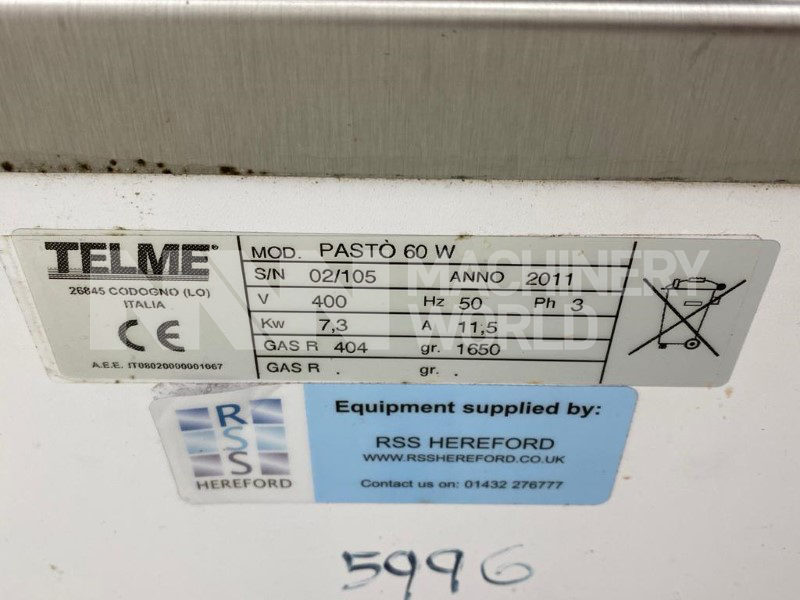 TELME®
26845 CODOGNO (LO)
ITALIA
CE
A.E.E. IT08020000001067
MOD. PASTÒ 60 W
S/N 02/105 ANNO 2011
V 400 Hz 50 Ph 3
Kw 7,3 A 11,5
GAS R 404 gr. 1650
GAS R . gr. .
MACHINERY
WORLD
RSS
HEREFORD
Equipment supplied by:
RSS HEREFORD
WWW.RSSHEREFORD.CO.UK
Contact us on: 01432 276777
5996